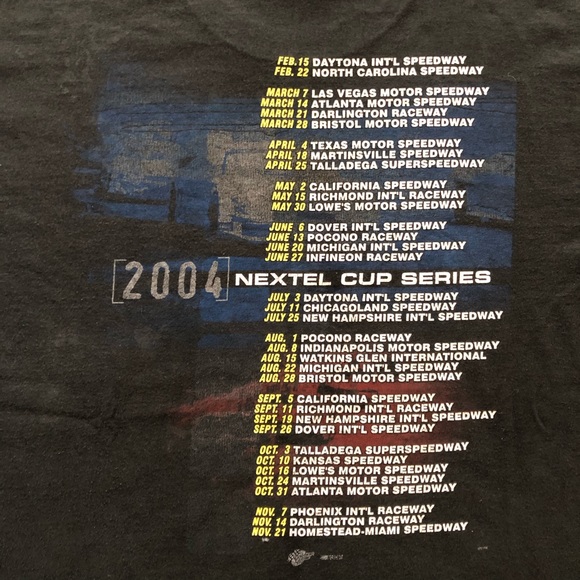 FEB. 15 DAYTONA INT'L SPEEDWAY
FEB. 22 NORTH CAROLINA SPEEDWAY
MARCH 7 LAS VEGAS MOTOR SPEEDWAY
MARCH 14 ATLANTA MOTOR SPEEDWAY
MARCH 21 DARLINGTON RACEWAY
MARCH 28 BRISTOL MOTOR SPEEDWAY
APRIL 4 TEXAS MOTOR SPEEDWAY
APRIL 18 MARTINSVILLE SPEEDWAY
APRIL 25 TALLADEGA SUPERSPEEDWAY
MAY 2 CALIFORNIA SPEEDWAY
MAY 15 RICHMOND INT'L RACEWAY
MAY 30 LOWE'S MOTOR SPEEDWAY
JUNE 6 DOVER INT'L SPEEDWAY
JUNE 13 POCONO RACEWAY
JUNE 20 MICHIGAN INT'L SPEEDWAY
JUNE 27 INFINEON RACEWAY
[2004] NEXTEL CUP SERIES
JULY 3 DAYTONA INT'L SPEEDWAY
JULY 11 CHICAGOLAND SPEEDWAY
JULY 25 NEW HAMPSHIRE INT'L SPEEDWAY
AUG. 1 POCONO RACEWAY
AUG. 8 INDIANAPOLIS MOTOR SPEEDWAY
AUG. 15 WATKINS GLEN INTERNATIONAL
AUG. 22 MICHIGAN INT'L SPEEDWAY
AUG. 28 BRISTOL MOTOR SPEEDWAY
SEPT. 5 CALIFORNIA SPEEDWAY
SEPT. 11 RICHMOND INT'L RACEWAY
SEPT. 19 NEW HAMPSHIRE INT'L SPEEDWAY
SEPT. 26 DOVER INT'L SPEEDWAY
OCT. 3 TALLADEGA SUPERSPEEDWAY
OCT. 10 KANSAS SPEEDWAY
OCT. 16 LOWE'S MOTOR SPEEDWAY
OCT. 24 MARTINSVILLE SPEEDWAY
OCT. 31 ATLANTA MOTOR SPEEDWAY
NOV. 7 PHOENIX INT'L RACEWAY
NOV. 14 DARLINGTON RACEWAY
NOV. 21 HOMESTEAD-MIAMI SPEEDWAY